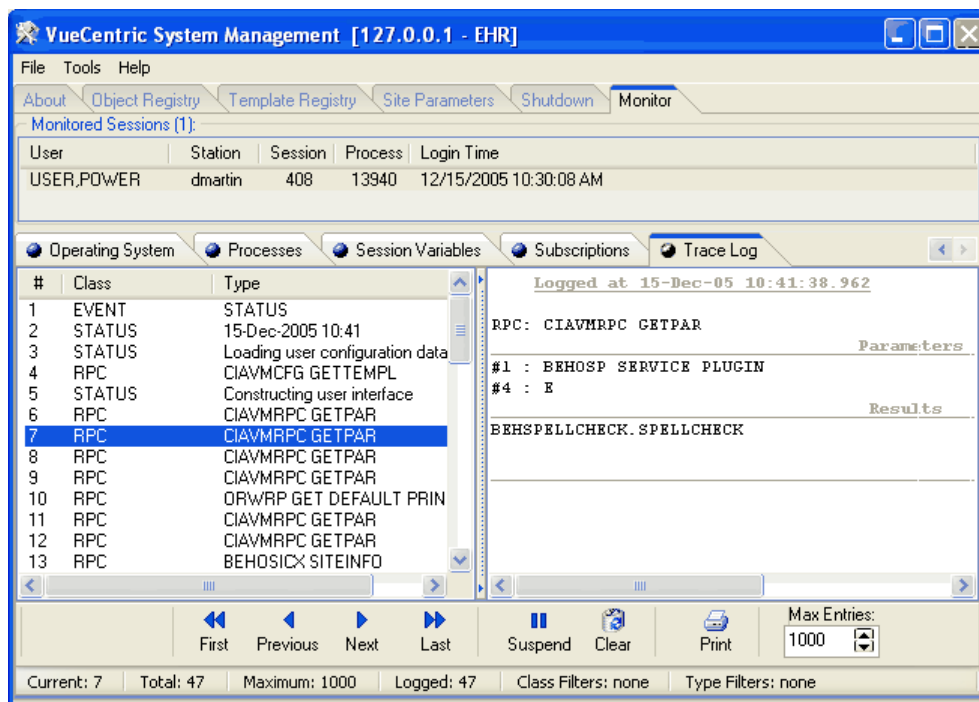 VueCentric System Management [127.0.0.1 - EHR]
File Tools Help
About Object Registry Template Registry Site Parameters Shutdown Monitor
Monitored Sessions (1):
User Station Session Process Login Time
USER,POWER dmartin 408 13940 12/15/2005 10:30:08 AM
Operating System Processes Session Variables Subscriptions Trace Log
# Class Type
1 EVENT STATUS
2 STATUS 15-Dec-2005 10:41
3 STATUS Loading user configuration data
4 RPC CIAVMCFG GETTEMPL
5 STATUS Constructing user interface
6 RPC CIAVMRPC GETPAR
7 RPC CIAVMRPC GETPAR
8 RPC CIAVMRPC GETPAR
9 RPC CIAVMRPC GETPAR
10 RPC ORWRP GET DEFAULT PRIN
11 RPC CIAVMRPC GETPAR
12 RPC CIAVMRPC GETPAR
13 RPC BEHOSICX SITEINFO
Logged at 15-Dec-05 10:41:38.962
RPC: CIAVMRPC GETPAR
Parameters
#1 : BEHOSP SERVICE PLUGIN
#4 : E
Results
BEHSPELLCHECK.SPELLCHECK
First Previous Next Last Suspend Clear Print
Max Entries:
1000
Current: 7 Total: 47 Maximum: 1000 Logged: 47 Class Filters: none Type Filters: none